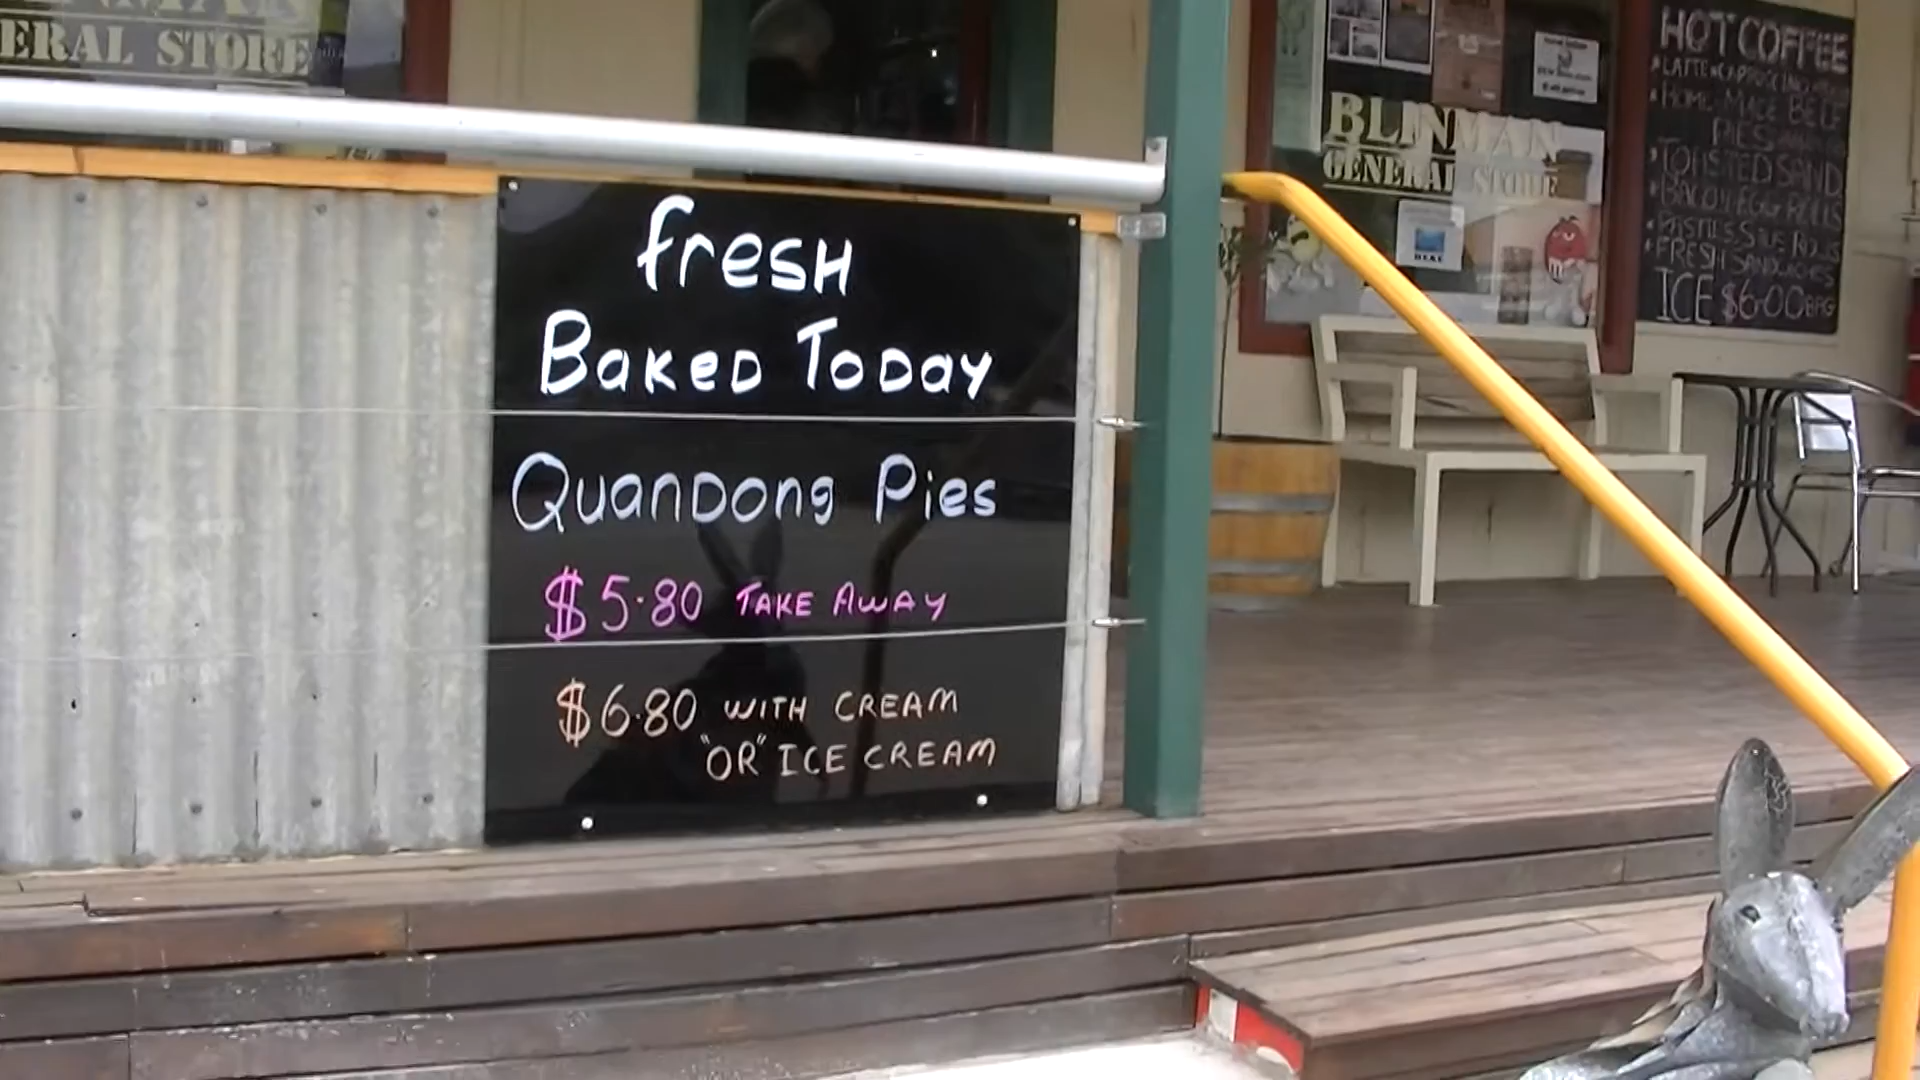 ERAL STORE
fresH
BaKeD ToDay
QuanDong Pies
$5.80 TAKE AWAY
$6.80 WITH CREAM
"OR" ICE CREAM
BLINMAN
GENERAL STORE
HOT COFFEE
LATTE CAPPUCCINO
HOME MADE BEEF
PIES
TOASTED SAND
BACON EGG ROLLS
PASTIES S ROLLS
FRESH SANDWICHES
ICE $6.00 BAG